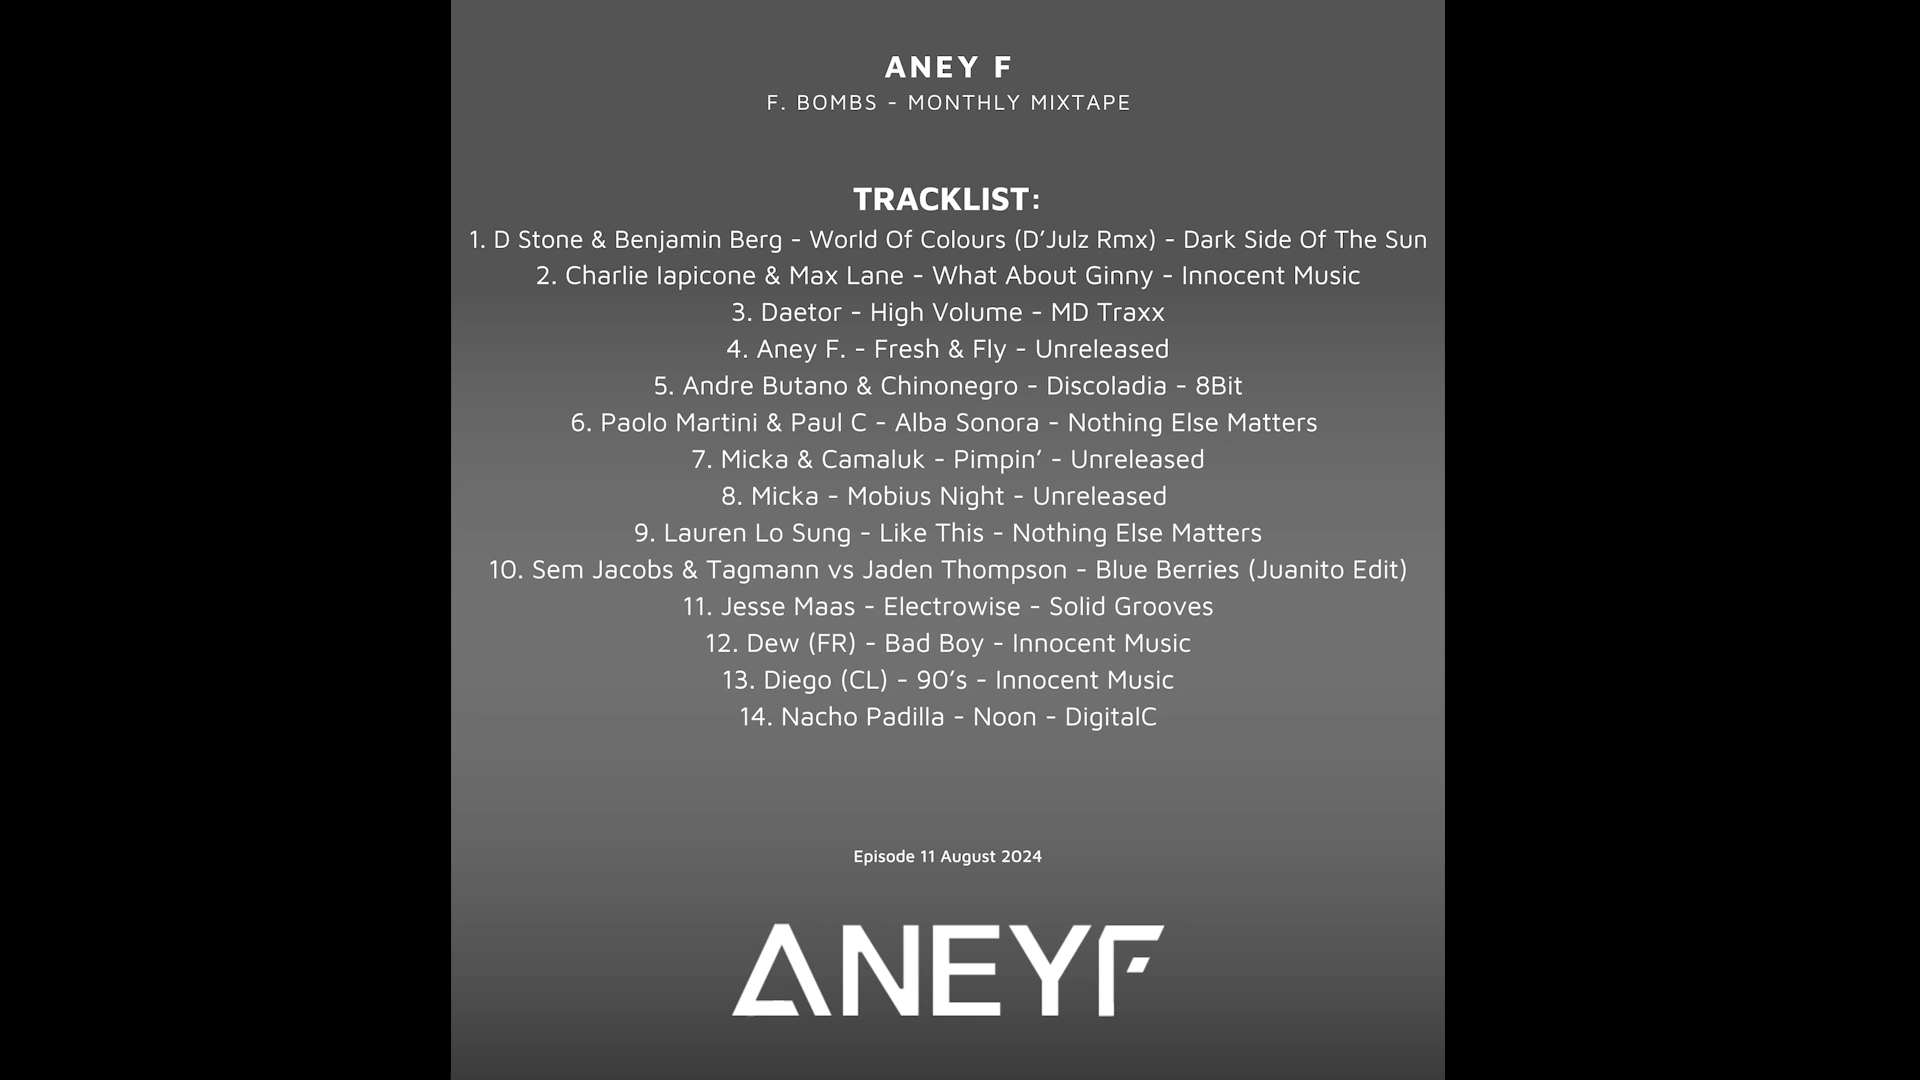 ANEY F
F. BOMBS - MONTHLY MIXTAPE
TRACKLIST:
1. D Stone & Benjamin Berg - World Of Colours (D’Julz Rmx) - Dark Side Of The Sun
2. Charlie Iapicone & Max Lane - What About Ginny - Innocent Music
3. Daetor - High Volume - MD Traxx
4. Aney F. - Fresh & Fly - Unreleased
5. Andre Butano & Chinonegro - Discoladia - 8Bit
6. Paolo Martini & Paul C - Alba Sonora - Nothing Else Matters
7. Micka & Camaluk - Pimpin’ - Unreleased
8. Micka - Mobius Night - Unreleased
9. Lauren Lo Sung - Like This - Nothing Else Matters
10. Sem Jacobs & Tagmann vs Jaden Thompson - Blue Berries (Juanito Edit)
11. Jesse Maas - Electrowise - Solid Grooves
12. Dew (FR) - Bad Boy - Innocent Music
13. Diego (CL) - 90’s - Innocent Music
14. Nacho Padilla - Noon - DigitalC
Episode 11 August 2024
ANEYF